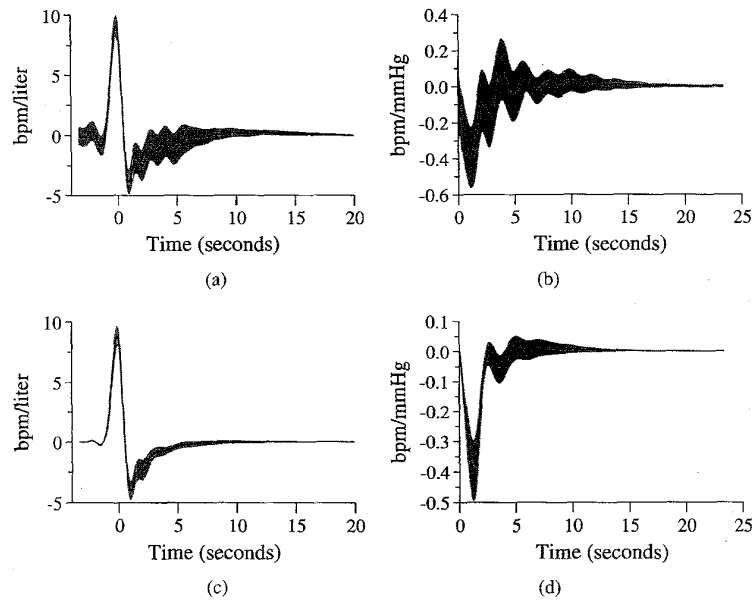 10
5
0
-5
bpm/liter
0 5 10 15 20
Time (seconds)
(a)
0.4
0.2
0.0
-0.2
-0.4
-0.6
bpm/mmHg
0 5 10 15 20 25
Time (seconds)
(b)
10
5
0
-5
bpm/liter
0 5 10 15 20
Time (seconds)
(c)
0.1
0.0
-0.1
-0.2
-0.3
-0.4
-0.5
bpm/mmHg
0 5 10 15 20 25
Time (seconds)
(d)